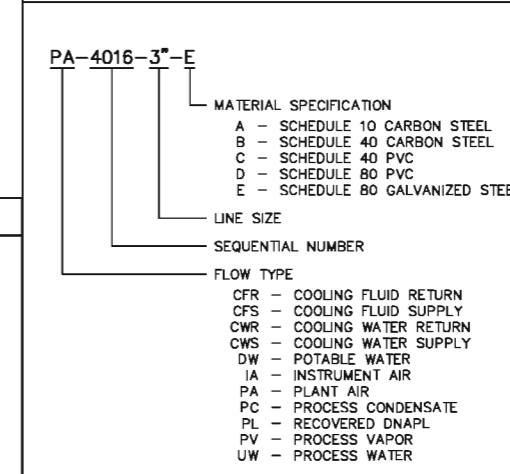 PA-4016-3"-E
MATERIAL SPECIFICATION
A - SCHEDULE 10 CARBON STEEL
B - SCHEDULE 40 CARBON STEEL
C - SCHEDULE 40 PVC
D - SCHEDULE 80 PVC
E - SCHEDULE 80 GALVANIZED STEE
LINE SIZE
SEQUENTIAL NUMBER
FLOW TYPE
CFR - COOLING FLUID RETURN
CFS - COOLING FLUID SUPPLY
CWR - COOLING WATER RETURN
CWS - COOLING WATER SUPPLY
DW - POTABLE WATER
IA - INSTRUMENT AIR
PA - PLANT AIR
PC - PROCESS CONDENSATE
PL - RECOVERED DNAPL
PV - PROCESS VAPOR
UW - PROCESS WATER